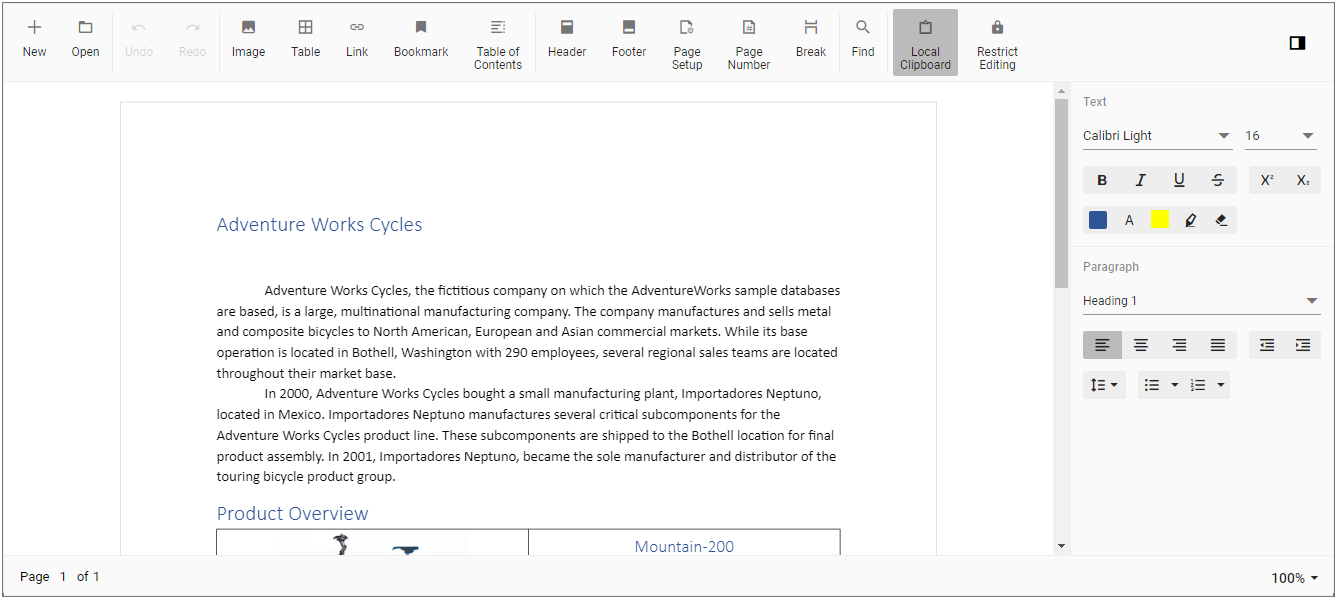 New Open Undo Redo Image Table Link Bookmark Table of Contents Header Footer Page Setup Page Number Break Find Local Clipboard Restrict Editing
Text
Calibri Light 16
B I U S X² X₂
A
Paragraph
Heading 1
Adventure Works Cycles
Adventure Works Cycles, the fictitious company on which the AdventureWorks sample databases
are based, is a large, multinational manufacturing company. The company manufactures and sells metal
and composite bicycles to North American, European and Asian commercial markets. While its base
operation is located in Bothell, Washington with 290 employees, several regional sales teams are located
throughout their market base.
In 2000, Adventure Works Cycles bought a small manufacturing plant, Importadores Neptuno,
located in Mexico. Importadores Neptuno manufactures several critical subcomponents for the
Adventure Works Cycles product line. These subcomponents are shipped to the Bothell location for final
product assembly. In 2001, Importadores Neptuno, became the sole manufacturer and distributor of the
touring bicycle product group.
Product Overview
Mountain-200
Page 1 of 1
100%